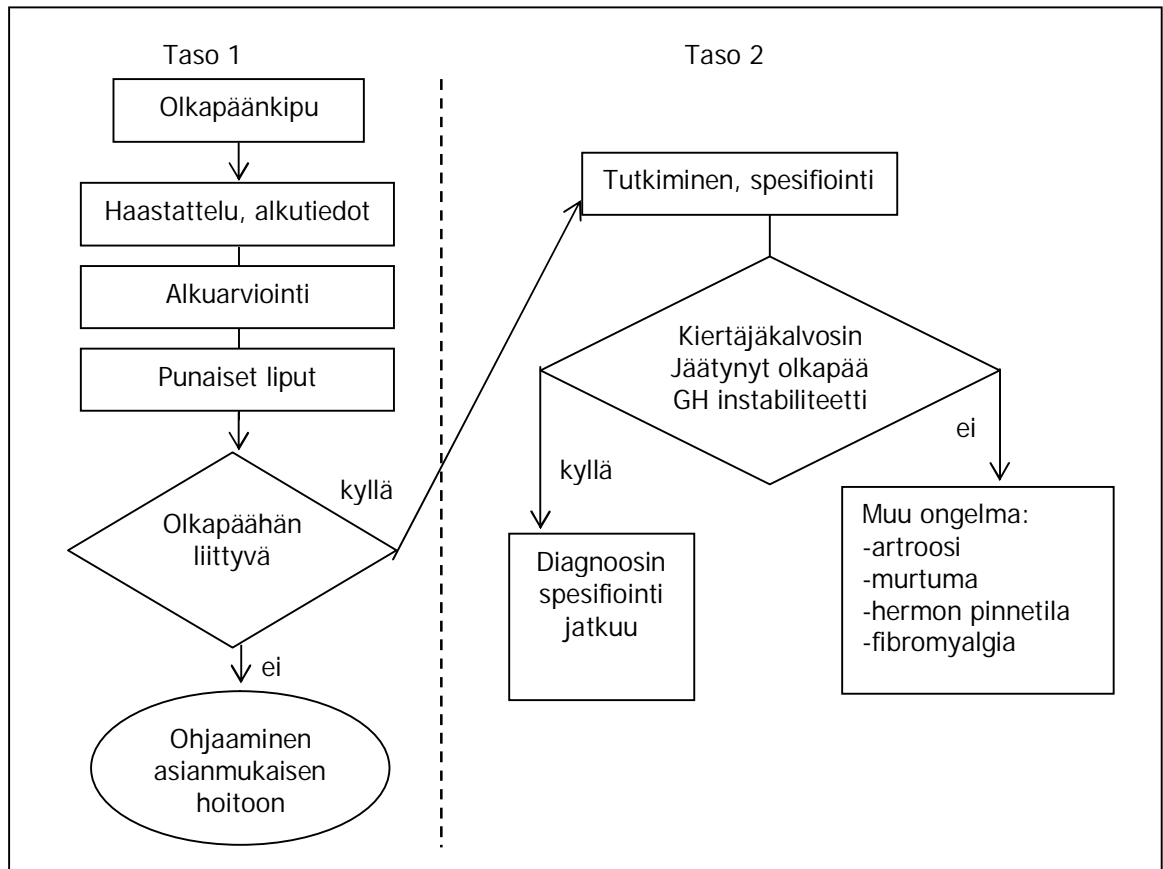 Taso 1
Olkapäänkipu
Haastattelu, alkutiedot
Alkuarviointi
Punaiset liput
Olkapäähän
liittyvä
kyllä
ei
Ohjaaminen
asianmukaisen
hoitoon
Taso 2
Tutkiminen, spesifiointi
Kiertäjäkalvosin
Jäätynyt olkapää
GH instabiliteetti
kyllä
ei
Diagnoosin
spesifiointi
jatkuu
Muu ongelma:
-artroosi
-murtuma
-hermon pinnetila
-fibromyalgia